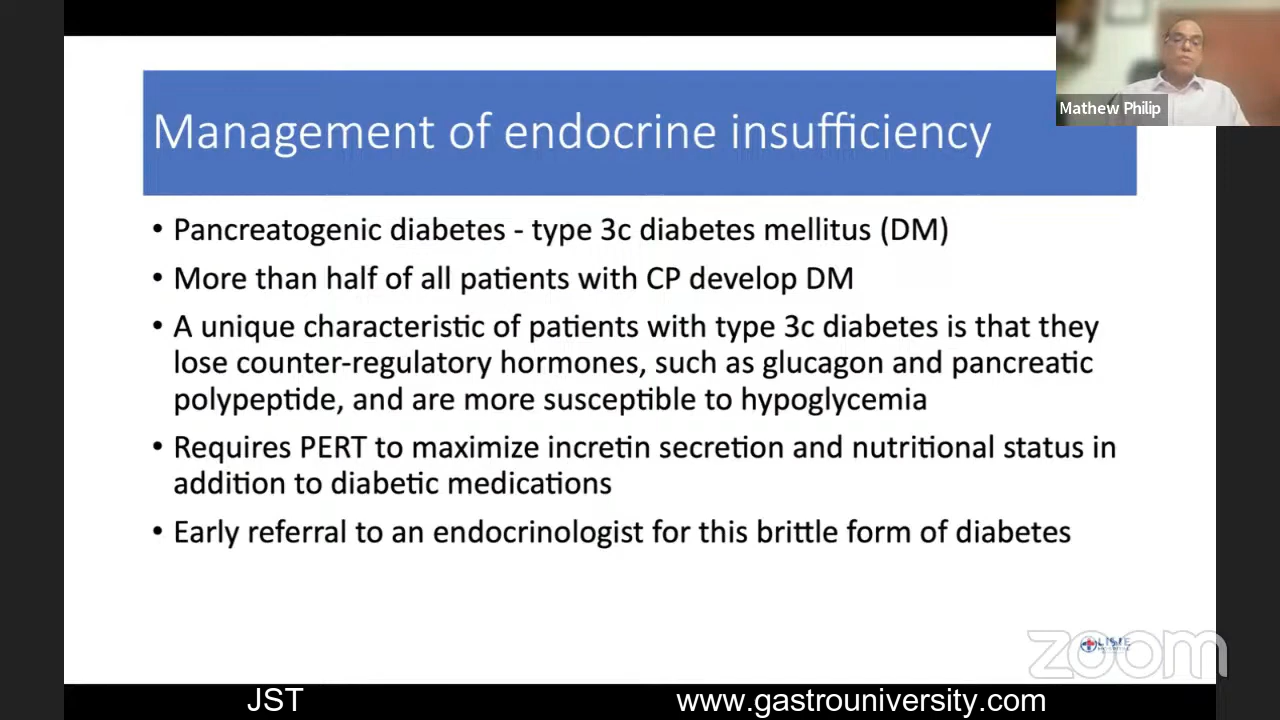 Mathew Philip
Management of endocrine insufficiency
• Pancreatogenic diabetes - type 3c diabetes mellitus (DM)
• More than half of all patients with CP develop DM
• A unique characteristic of patients with type 3c diabetes is that they
lose counter-regulatory hormones, such as glucagon and pancreatic
polypeptide, and are more susceptible to hypoglycemia
• Requires PERT to maximize incretin secretion and nutritional status in
addition to diabetic medications
• Early referral to an endocrinologist for this brittle form of diabetes
zoom
JST
www.gastrouniversity.com